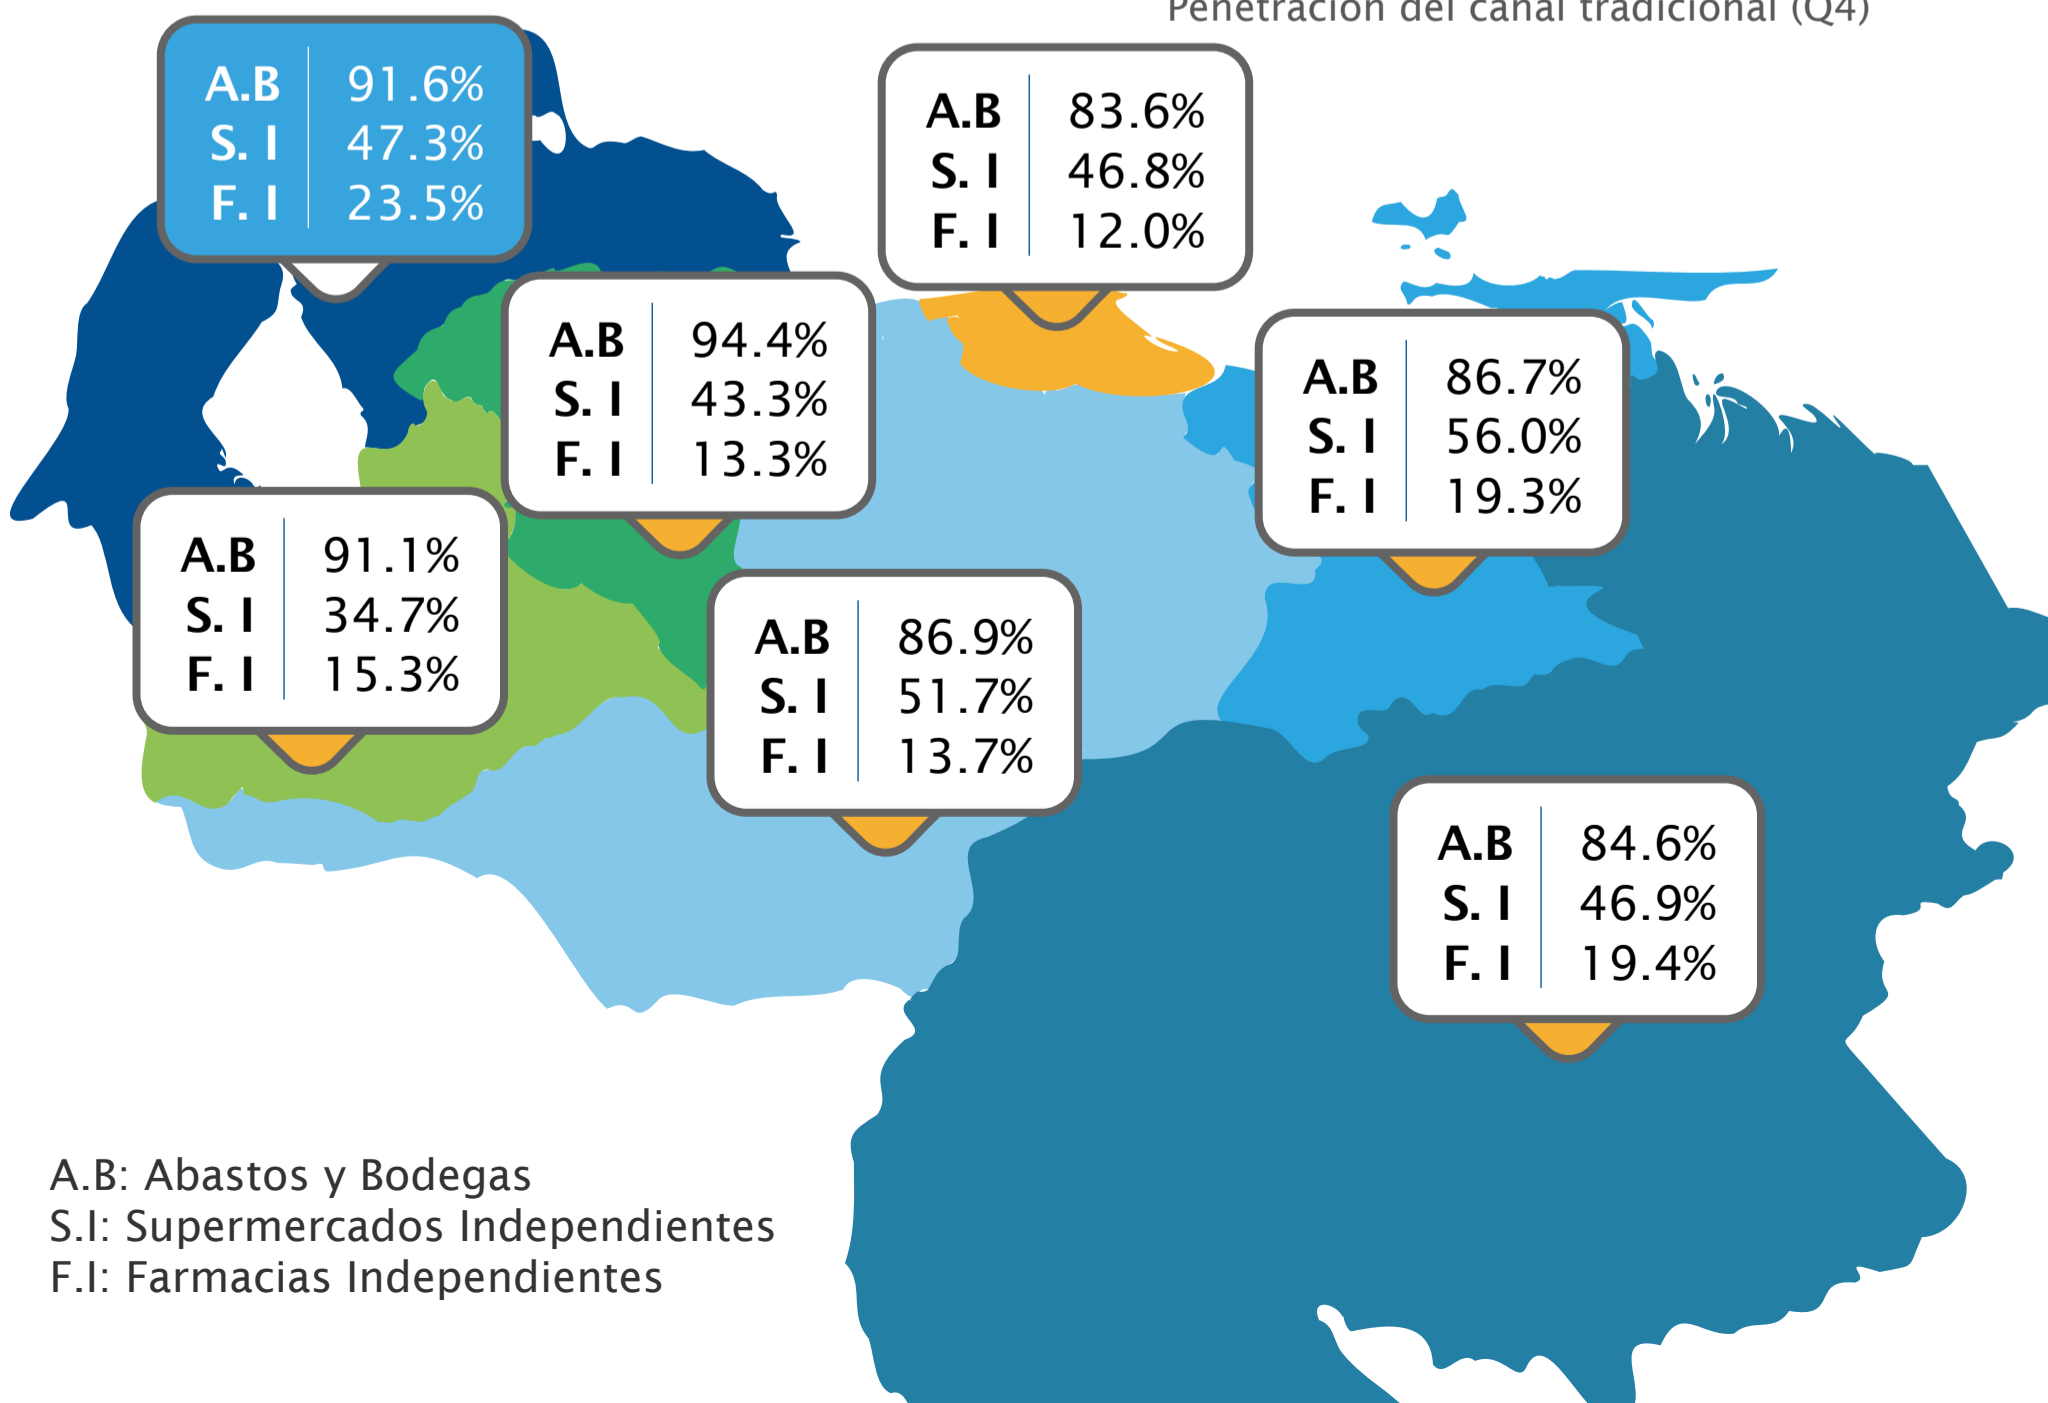 Penetración del canal tradicional (Q4)
A.B 91.6%
S. I 47.3%
F. I 23.5%
A.B 83.6%
S. I 46.8%
F. I 12.0%
A.B 94.4%
S. I 43.3%
F. I 13.3%
A.B 86.7%
S. I 56.0%
F. I 19.3%
A.B 91.1%
S. I 34.7%
F. I 15.3%
A.B 86.9%
S. I 51.7%
F. I 13.7%
A.B 84.6%
S. I 46.9%
F. I 19.4%
A.B: Abastos y Bodegas
S.I: Supermercados Independientes
F.I: Farmacias Independientes